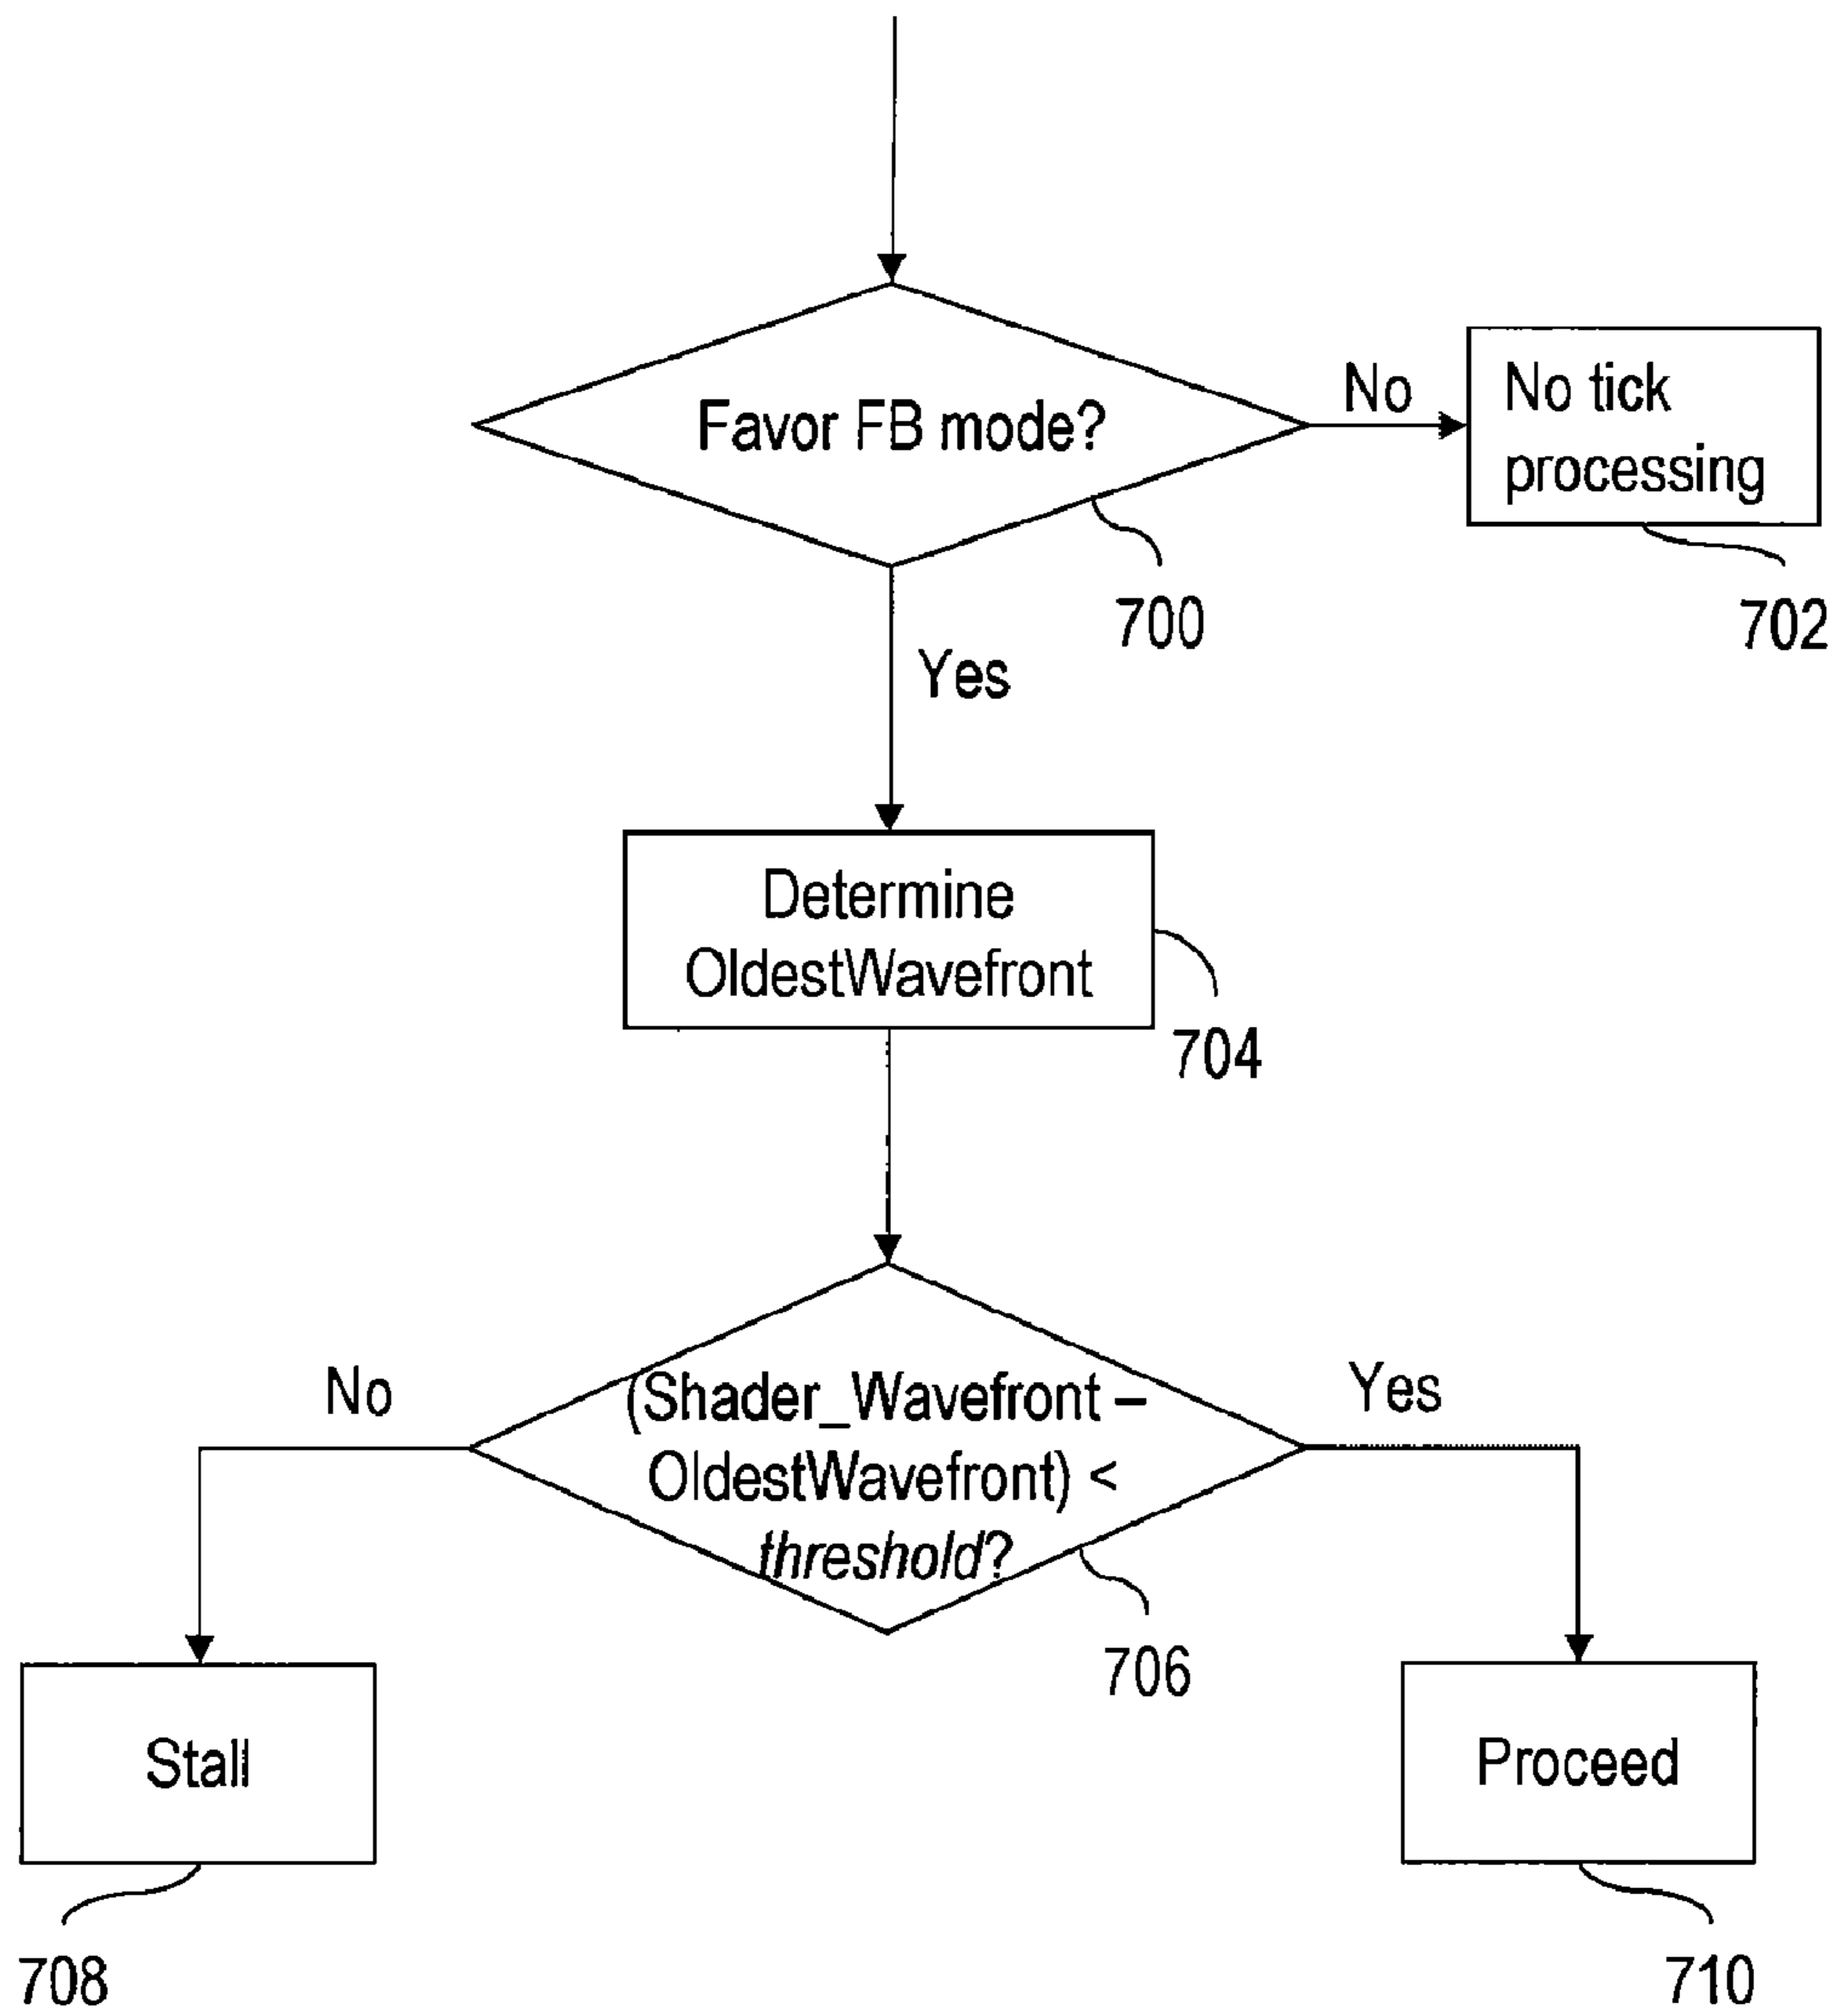 Favor FB mode?
No
No tick
processing
700
702
Yes
Determine
OldestWavefront
704
No
(Shader_Wavefront –
OldestWavefront) <
threshold?
Yes
706
Stall
Proceed
708
710